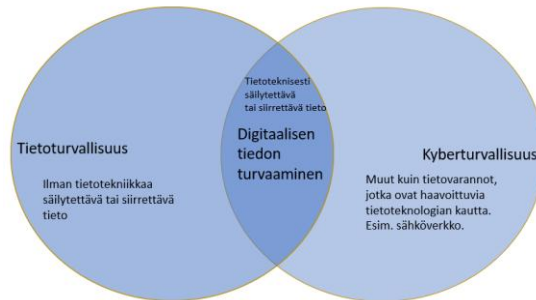 Tietoturvallisuus
Ilman tietotekniikkaa
säilytettävä tai siirrettävä
tieto
Tietoteknisesti
säilytettävä
tai siirrettävä tieto
Digitaalisen
tiedon
turvaaminen
Kyberturvallisuus
Muut kuin tietovarannot,
jotka ovat haavoittuvia
tietoteknologian kautta.
Esim. sähköverkko.